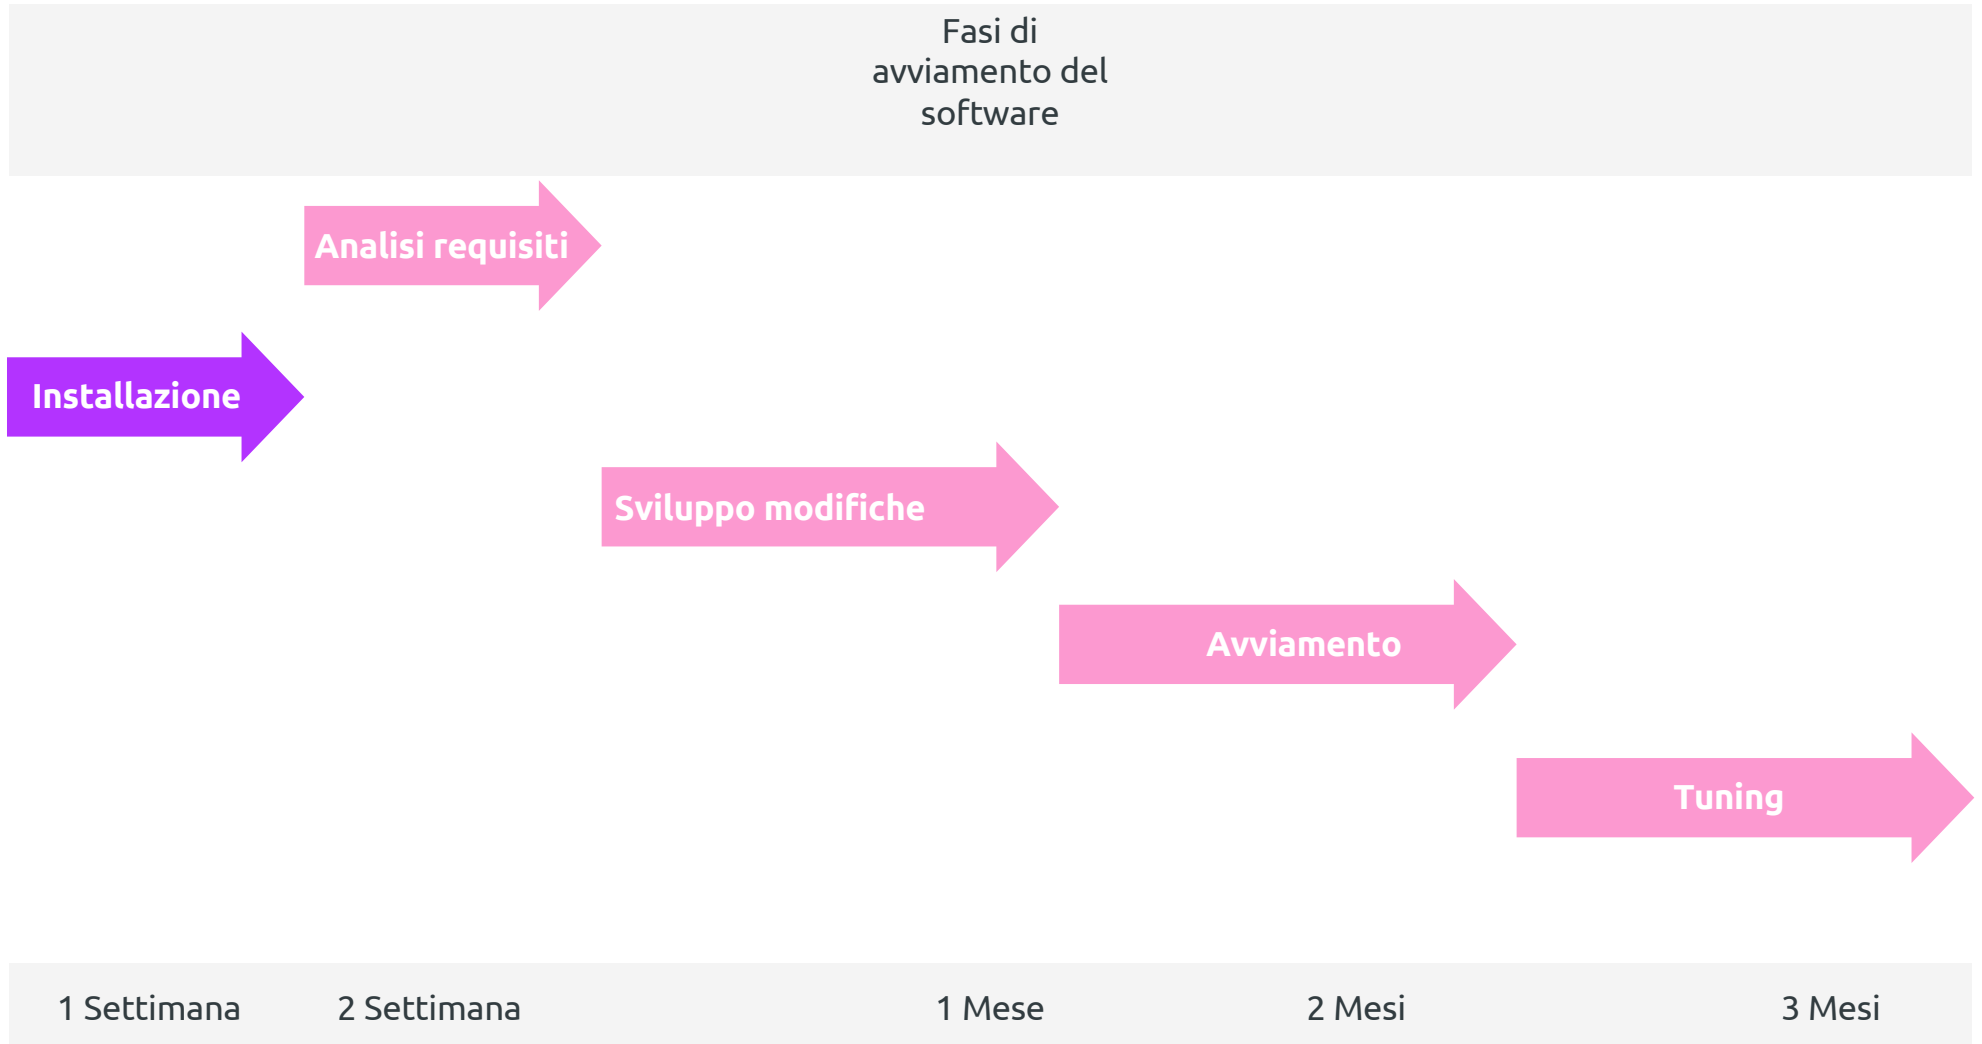 Fasi di
avviamento del
software
Analisi requisiti
Installazione
Sviluppo modifiche
Avviamento
Tuning
1 Settimana
2 Settimana
1 Mese
2 Mesi
3 Mesi